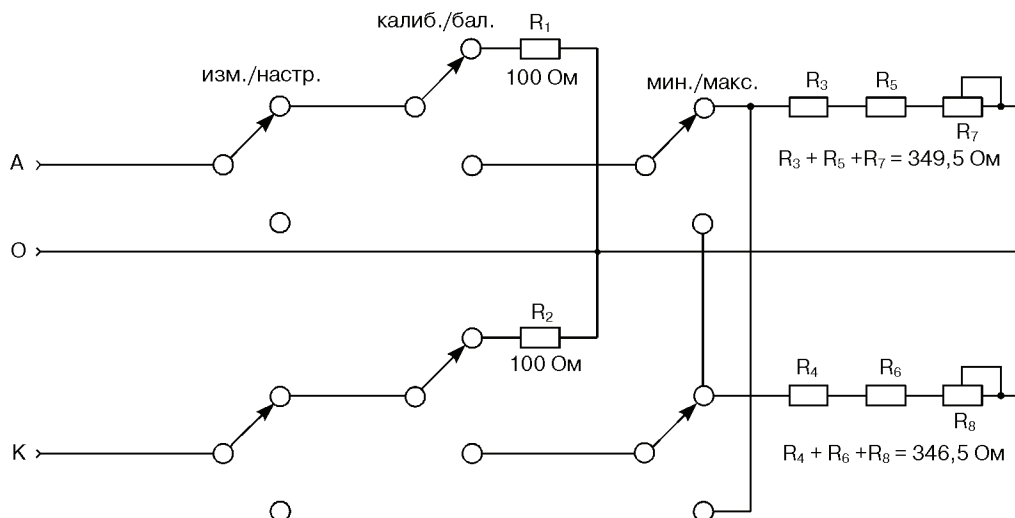 калиб./бал.
R₁
100 Ом
изм./настр.
мин./макс.
R₃
R₅
R₇
R₃ + R₅ +R₇ = 349,5 Ом
А
О
R₂
100 Ом
R₄
R₆
R₈
R₄ + R₆ +R₈ = 346,5 Ом
К